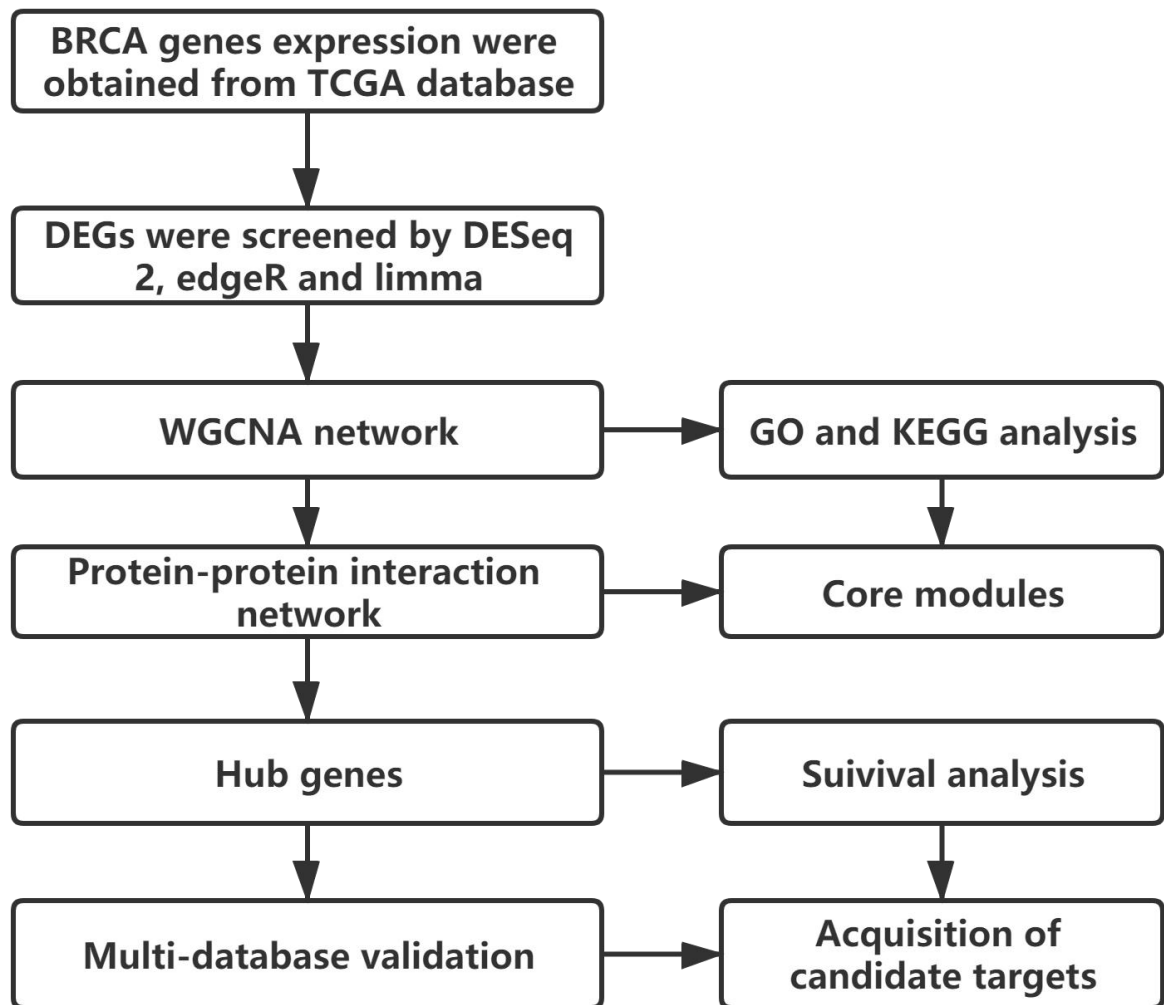 BRCA genes expression were
obtained from TCGA database
DEGs were screened by DESeq
2, edgeR and limma
WGCNA network
GO and KEGG analysis
Protein-protein interaction
network
Core modules
Hub genes
Suivival analysis
Multi-database validation
Acquisition of
candidate targets